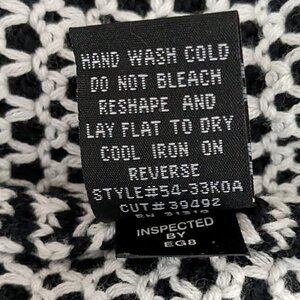 HAND WASH COLD
DO NOT BLEACH
RESHAPE AND
LAY FLAT TO DRY
COOL IRON ON
REVERSE
STYLE#54-33KOA
CUT#39492
INSPECTED
BY
EG8